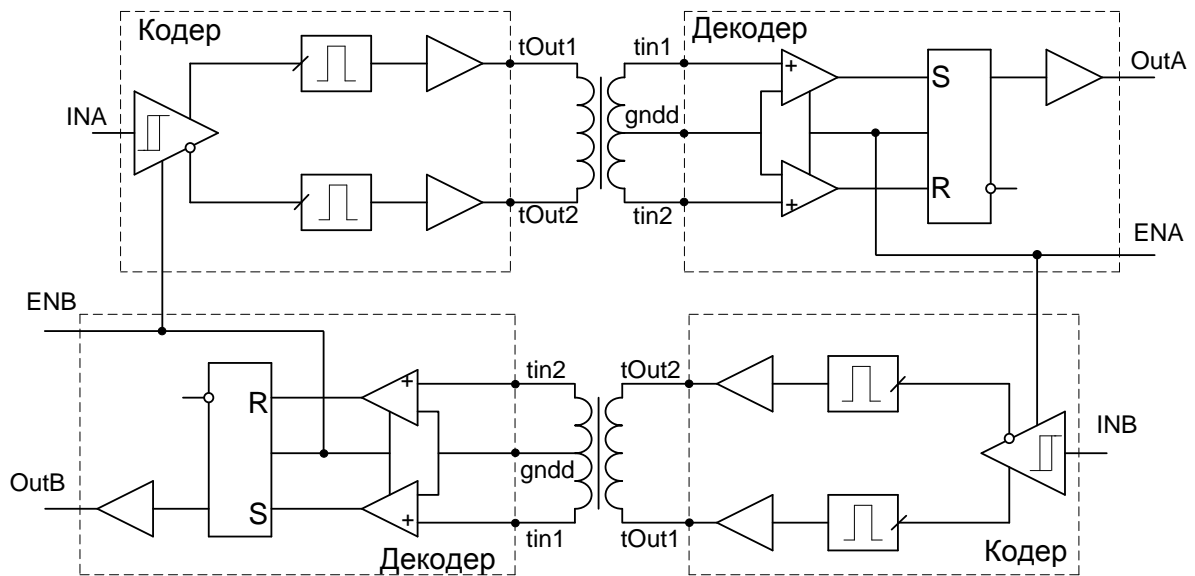 Кодер
Декодер
tOut1
tin1
OutA
INA
S
gndd
R
tOut2
tin2
ENA
ENB
tin2
tOut2
R
INB
OutB
gndd
S
tin1
tOut1
Декодер
Кодер